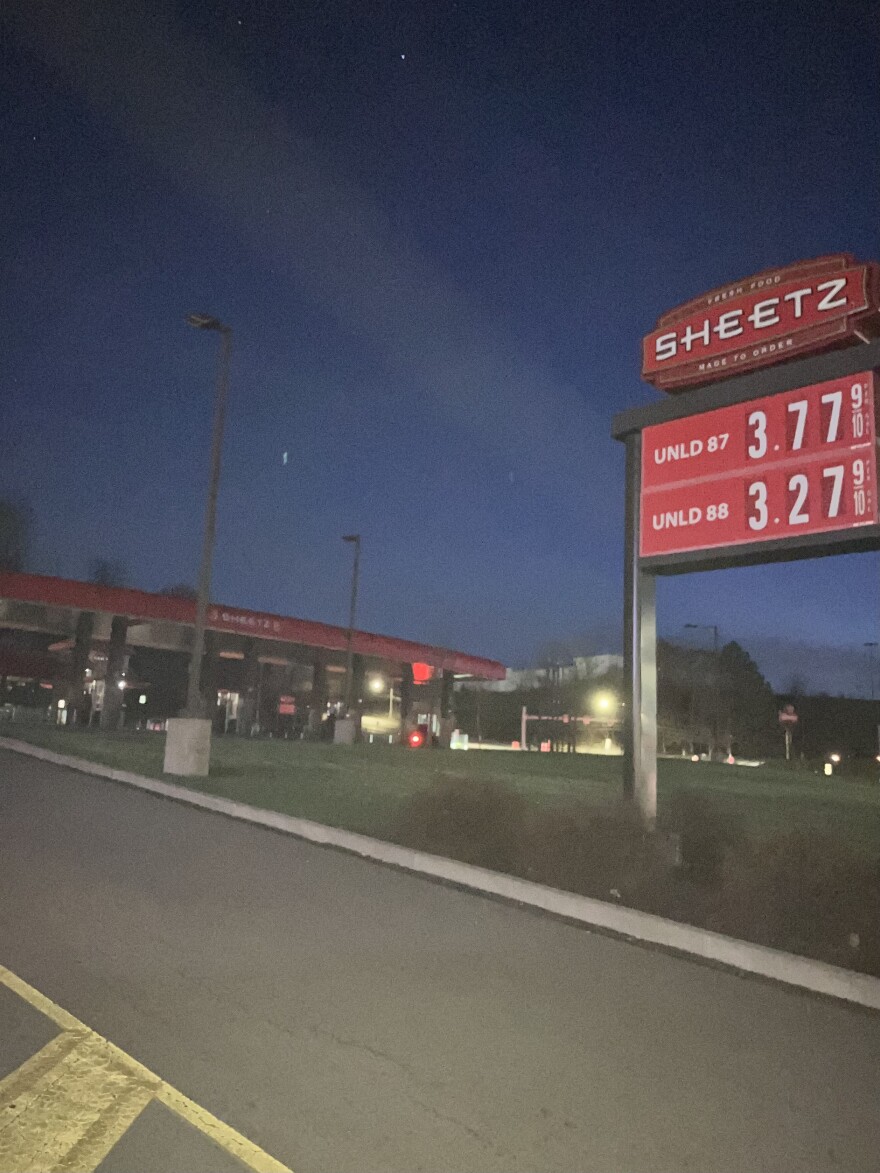 FRESH FOOD
SHEETZ
MADE TO ORDER
UNLD 87 3.77 9/10
UNLD 88 3.27 9/10
SHEETZ